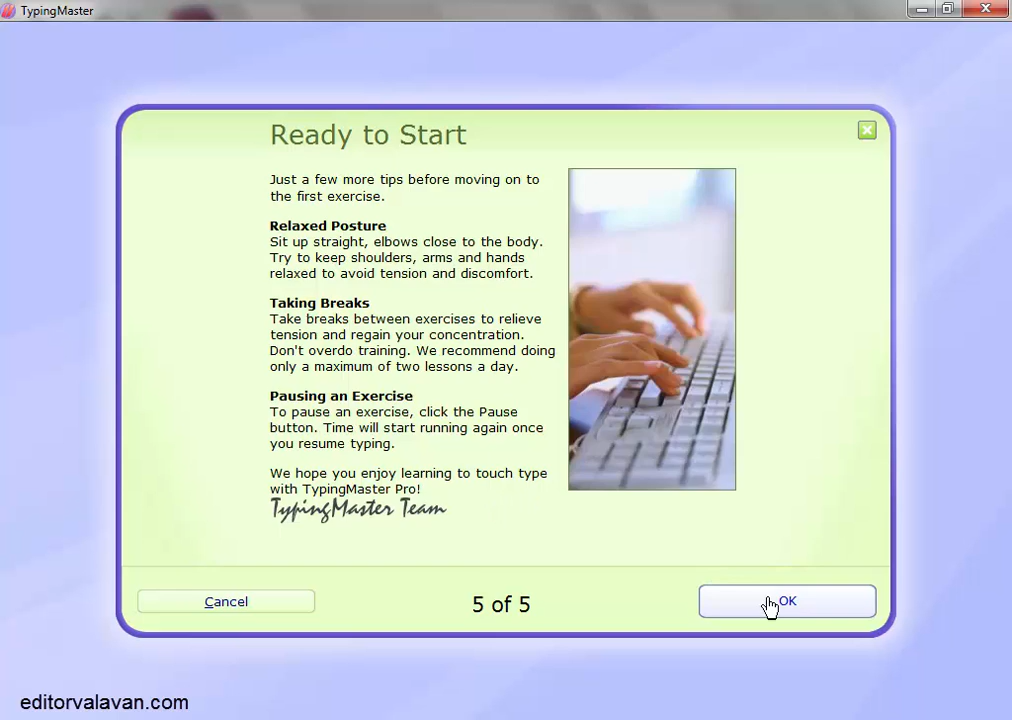 TypingMaster
Ready to Start
Just a few more tips before moving on to
the first exercise.
Relaxed Posture
Sit up straight, elbows close to the body.
Try to keep shoulders, arms and hands
relaxed to avoid tension and discomfort.
Taking Breaks
Take breaks between exercises to relieve
tension and regain your concentration.
Don't overdo training. We recommend doing
only a maximum of two lessons a day.
Pausing an Exercise
To pause an exercise, click the Pause
button. Time will start running again once
you resume typing.
We hope you enjoy learning to touch type
with TypingMaster Pro!
TypingMaster Team
Cancel
5 of 5
OK
editorvalavan.com